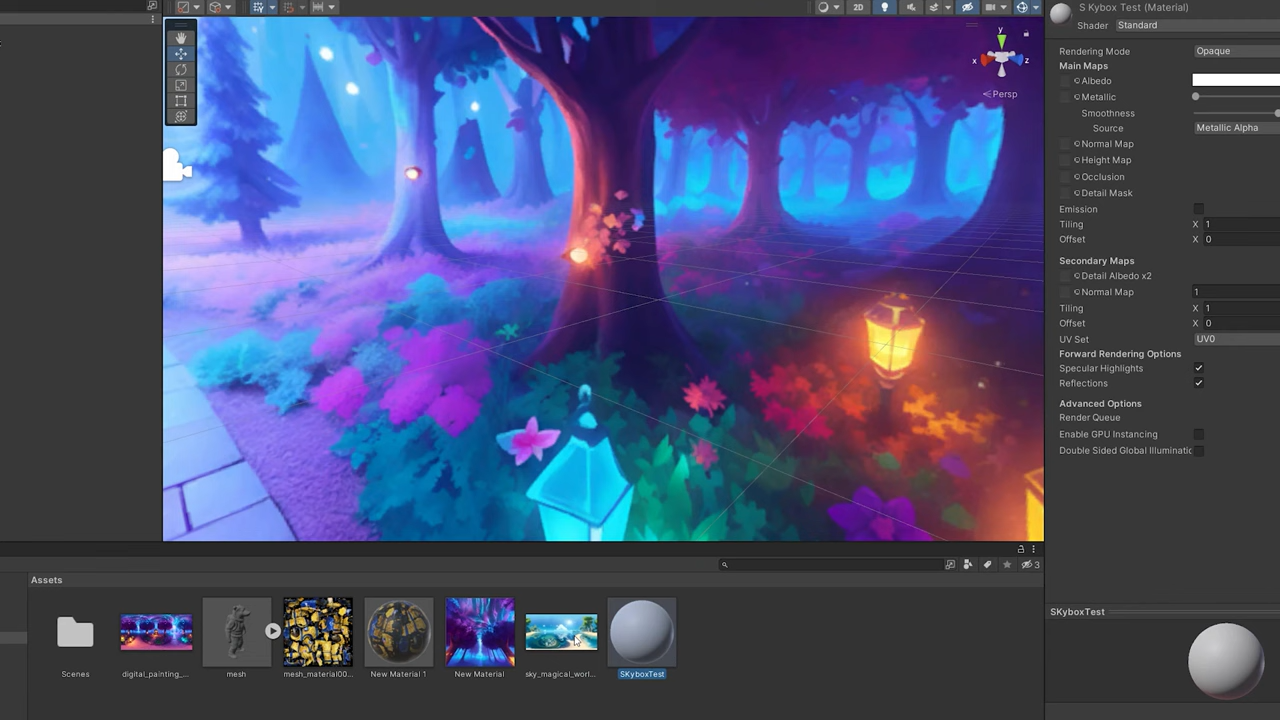 2D
y
x
z
Persp
S Kybox Test (Material)
Shader Standard
Rendering Mode Opaque
Main Maps
Albedo
Metallic
Smoothness
Source Metallic Alpha
Normal Map
Height Map
Occlusion
Detail Mask
Emission
Tiling X 1
Offset X 0
Secondary Maps
Detail Albedo x2
Normal Map 1
Tiling X 1
Offset X 0
UV Set UV0
Forward Rendering Options
Specular Highlights
Reflections
Advanced Options
Render Queue
Enable GPU Instancing
Double Sided Global Illuminatic
3
Assets
Scenes
digital_painting_...
mesh
mesh_material00...
New Material 1
New Material
sky_magical_worl...
SKyboxTest
SKyboxTest